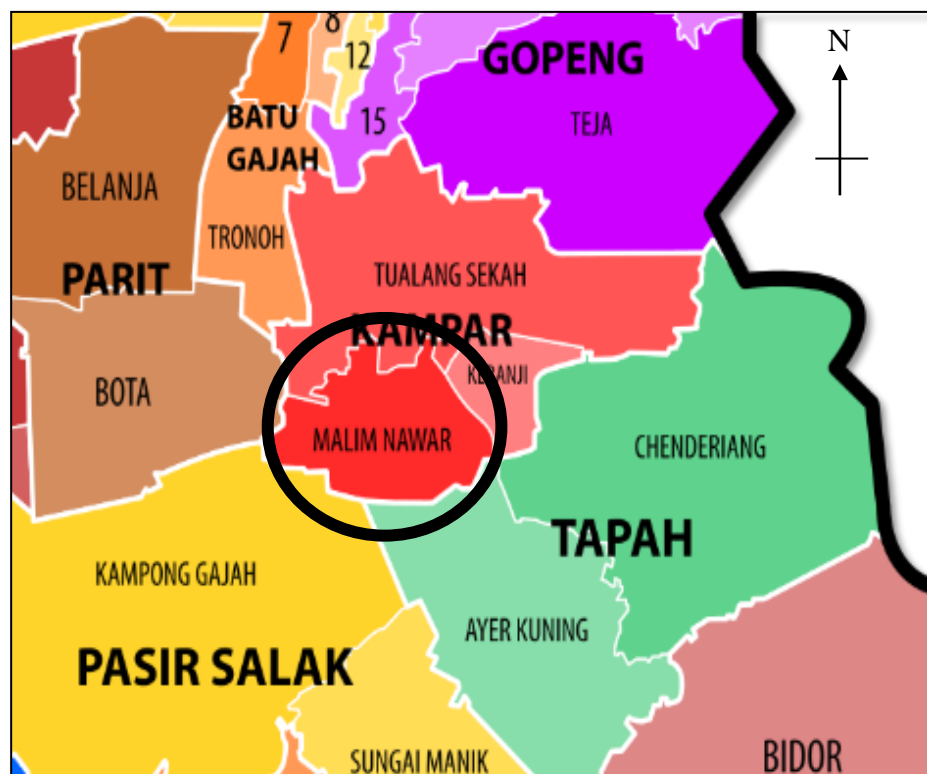 8
7
12
GOPENG
N
15
TEJA
BATU
GAJAH
BELANJA
TRONOH
PARIT
TUALANG SEKAH
KAMPAR
KERANJI
BOTA
MALIM NAWAR
CHENDERIANG
TAPAH
KAMPONG GAJAH
AYER KUNING
PASIR SALAK
SUNGAI MANIK
BIDOR